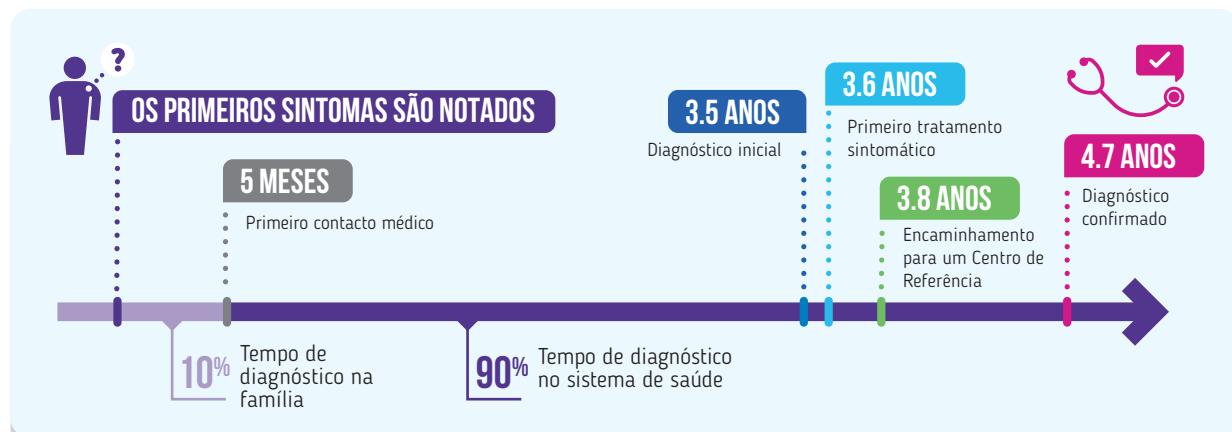 ?
OS PRIMEIROS SINTOMAS SÃO NOTADOS
5 MESES
Primeiro contacto médico
3.5 ANOS
Diagnóstico inicial
3.6 ANOS
Primeiro tratamento
sintomático
3.8 ANOS
Encaminhamento
para um Centro de
Referência
4.7 ANOS
Diagnóstico
confirmado
10%
Tempo de
diagnóstico na
família
90%
Tempo de diagnóstico
no sistema de saúde